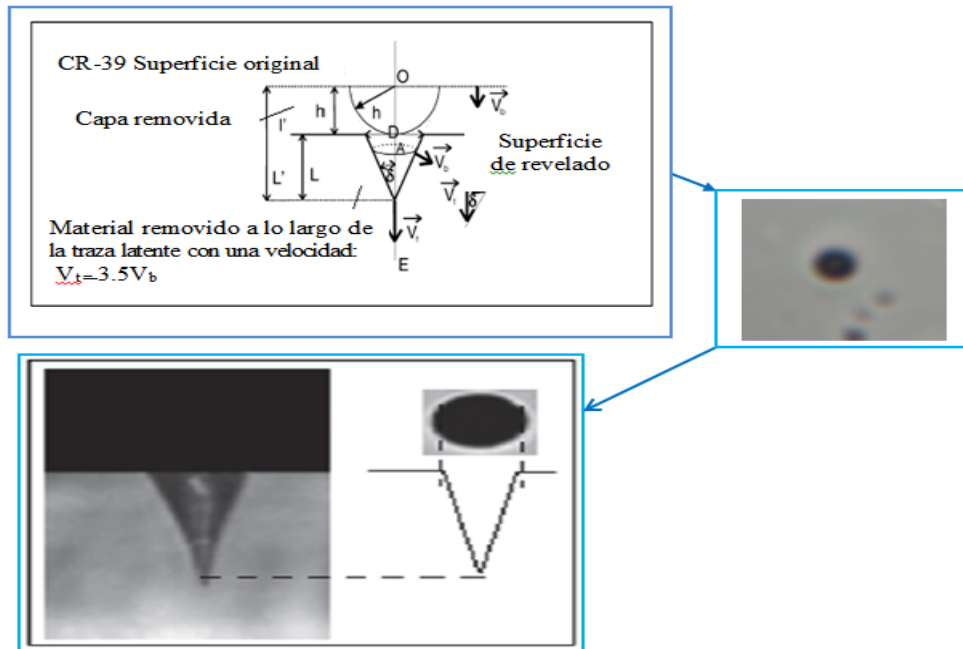 CR-39 Superficie original
Capa removida
O
h
h
l'
L'
L
D
A
δ
V_b
V_b
V_t
V_t
δ
E
Superficie
de revelado
Material removido a lo largo de
la traza latente con una velocidad:
V_t=3.5V_b